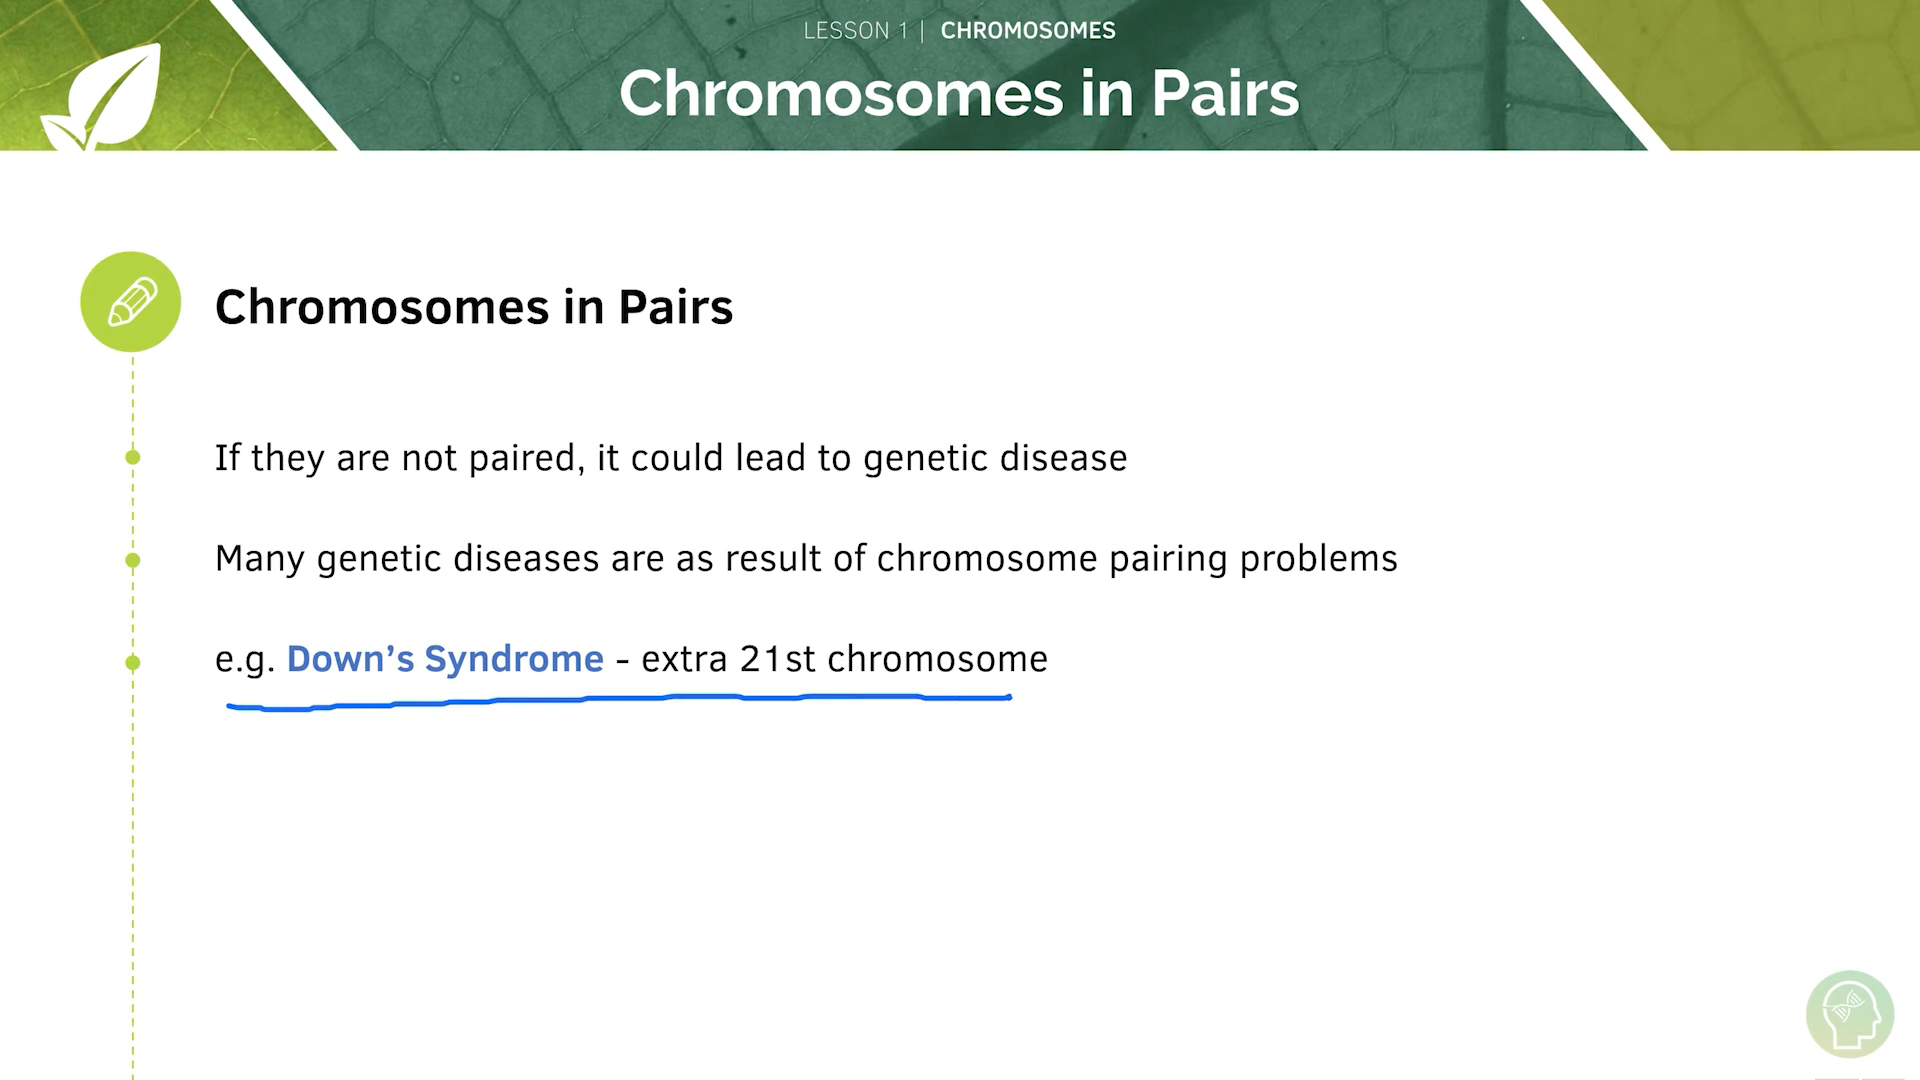 LESSON 1 | CHROMOSOMES
Chromosomes in Pairs
Chromosomes in Pairs
If they are not paired, it could lead to genetic disease
Many genetic diseases are as result of chromosome pairing problems
e.g. Down’s Syndrome - extra 21st chromosome